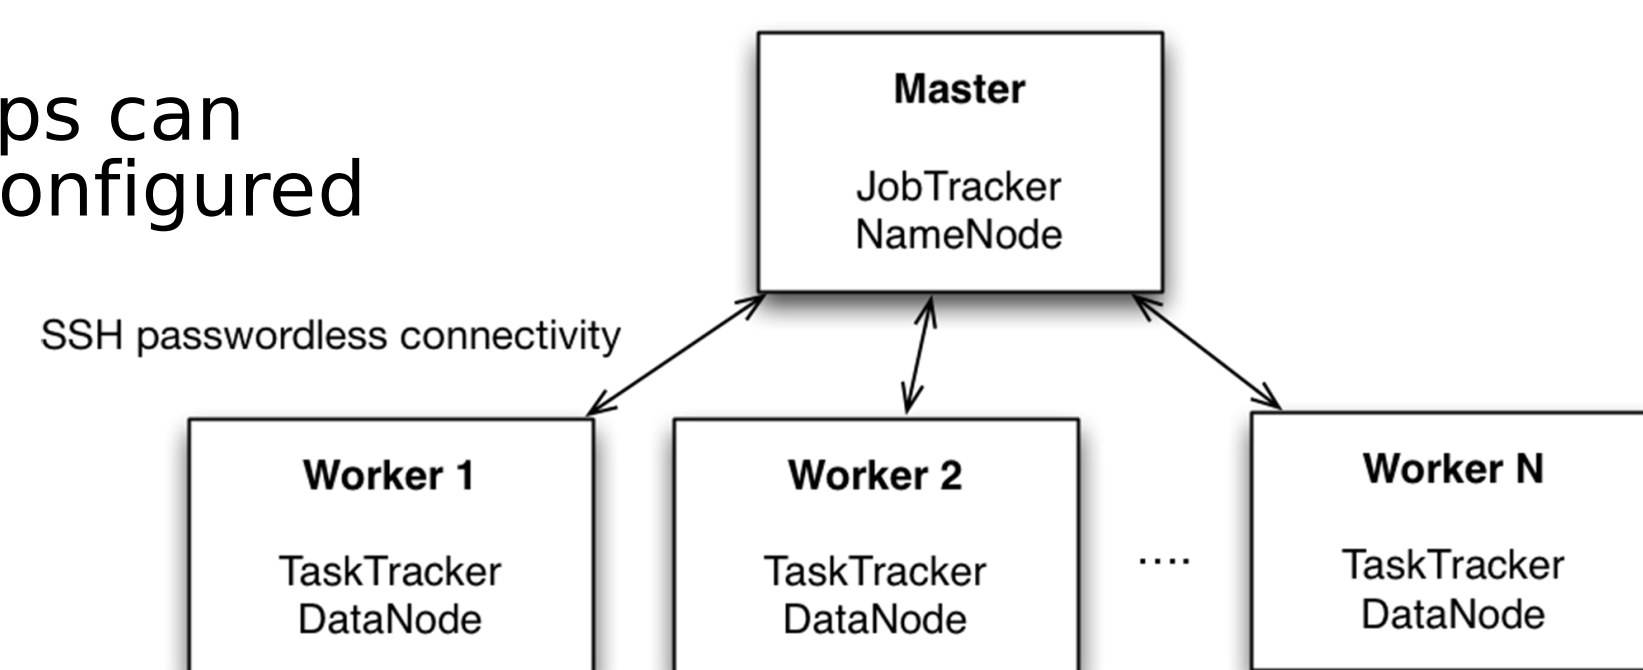 ps can
onfigured
Master
JobTracker
NameNode
SSH passwordless connectivity
Worker 1
TaskTracker
DataNode
Worker 2
TaskTracker
DataNode
....
Worker N
TaskTracker
DataNode